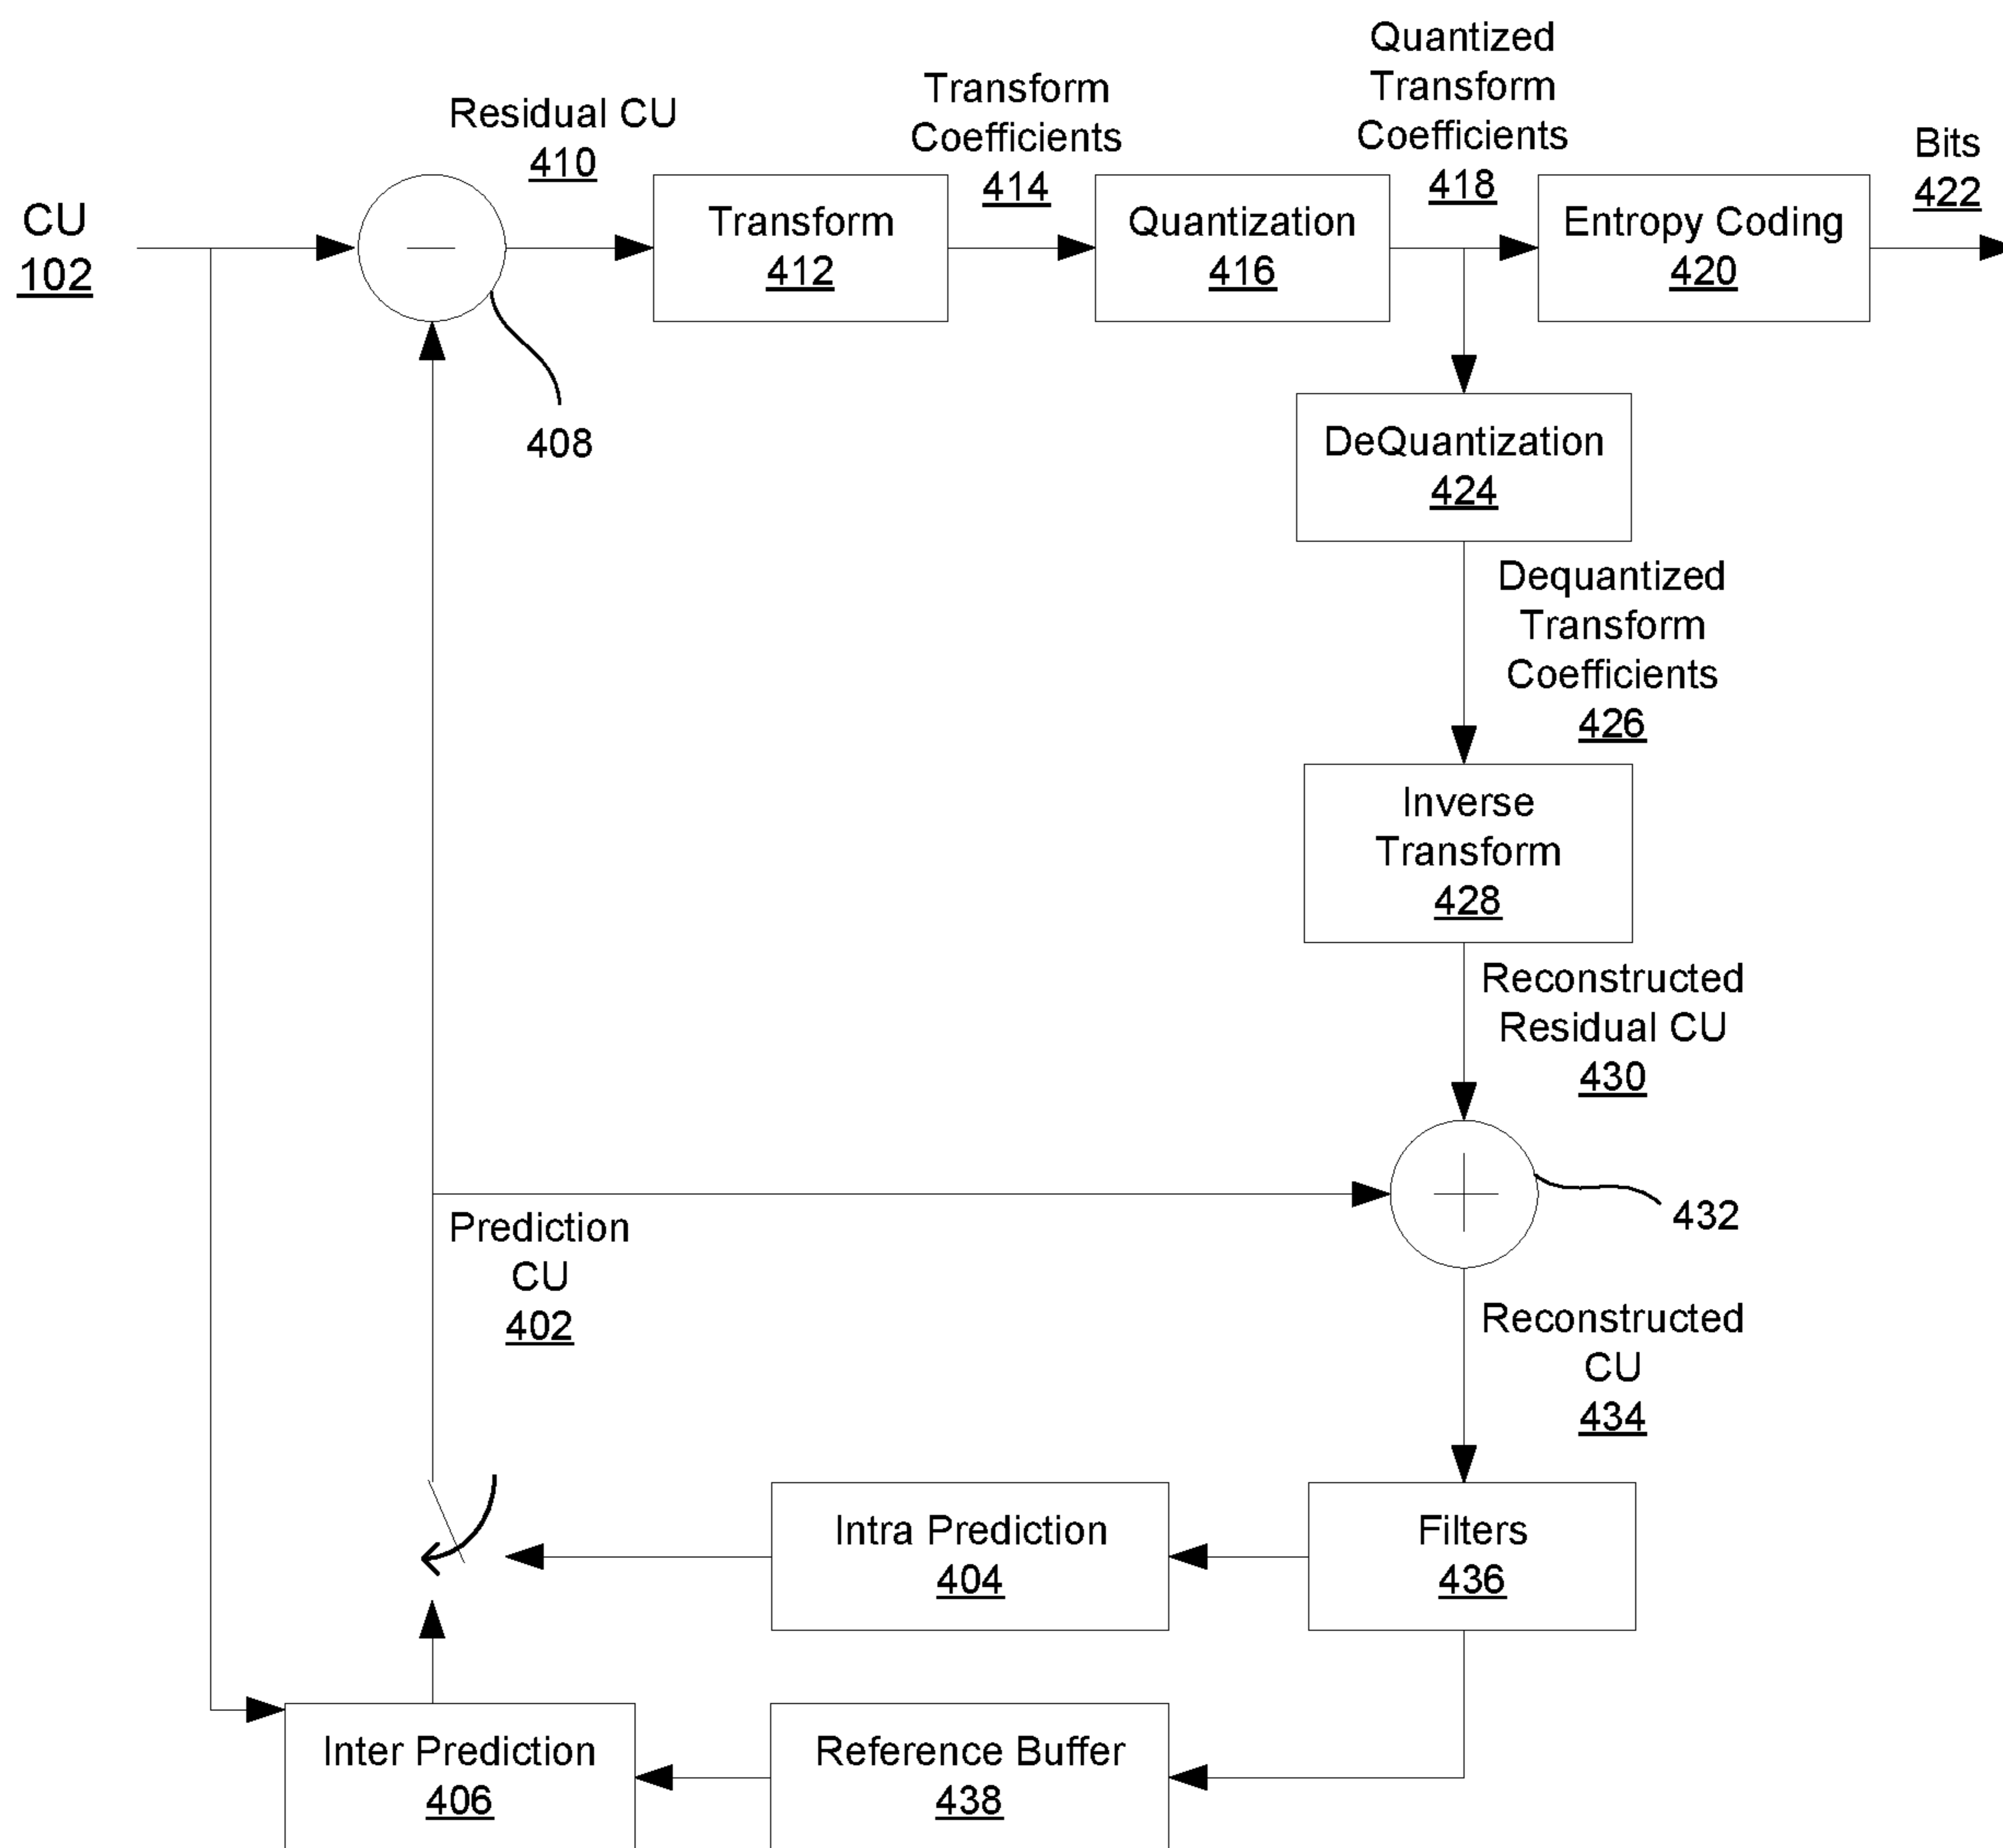 CU
102
Residual CU
410
408
Transform
412
Transform
Coefficients
414
Quantization
416
Quantized
Transform
Coefficients
418
Entropy Coding
420
Bits
422
DeQuantization
424
Dequantized
Transform
Coefficients
426
Inverse
Transform
428
Reconstructed
Residual CU
430
432
Prediction
CU
402
Reconstructed
CU
434
Intra Prediction
404
Filters
436
Inter Prediction
406
Reference Buffer
438